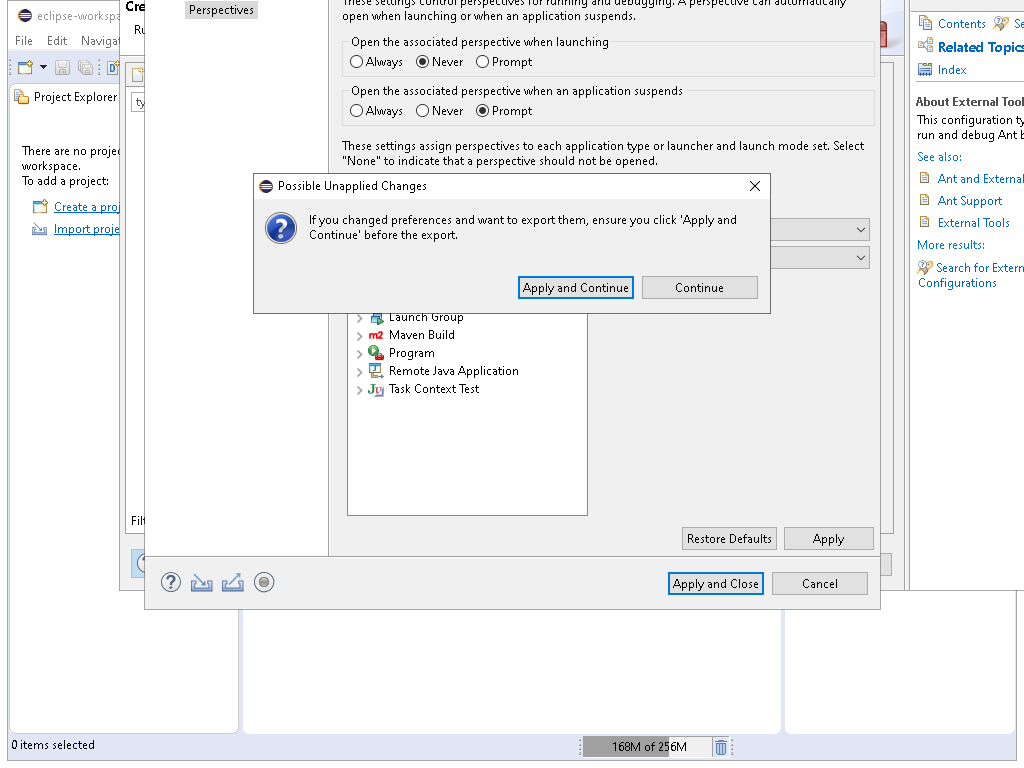 eclipse-workspa
File Edit Navigat
Project Explorer
There are no proje
workspace.
To add a project:
Create a proj
Import proje
0 items selected
168M of 256M
Cre
Ru
ty
Filt
Perspectives
These settings control perspectives for running and debugging. A perspective can automatically
open when launching or when an application suspends.
Open the associated perspective when launching
Always Never Prompt
Open the associated perspective when an application suspends
Always Never Prompt
These settings assign perspectives to each application type or launcher and launch mode set. Select
"None" to indicate that a perspective should not be opened.
Possible Unapplied Changes
If you changed preferences and want to export them, ensure you click 'Apply and
Continue' before the export.
Apply and Continue Continue
Launch Group
m2 Maven Build
Program
Remote Java Application
Ju Task Context Test
Restore Defaults Apply
Apply and Close Cancel
Contents Se
Related Topics
Index
About External Tool
This configuration ty
run and debug Ant b
See also:
Ant and External
Ant Support
External Tools
More results:
Search for Extern
Configurations